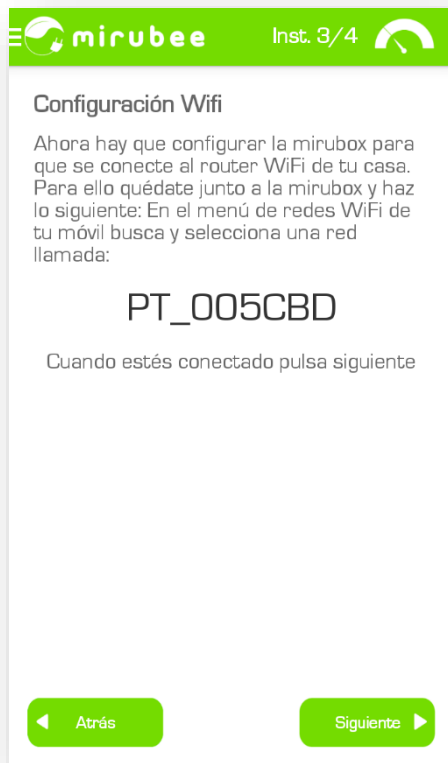 mirubee Inst. 3/4
Configuración Wifi
Ahora hay que configurar la mirubox para
que se conecte al router WiFi de tu casa.
Para ello quédate junto a la mirubox y haz
lo siguiente: En el menú de redes WiFi de
tu móvil busca y selecciona una red
llamada:
PT_005CBD
Cuando estés conectado pulsa siguiente
Atrás Siguiente